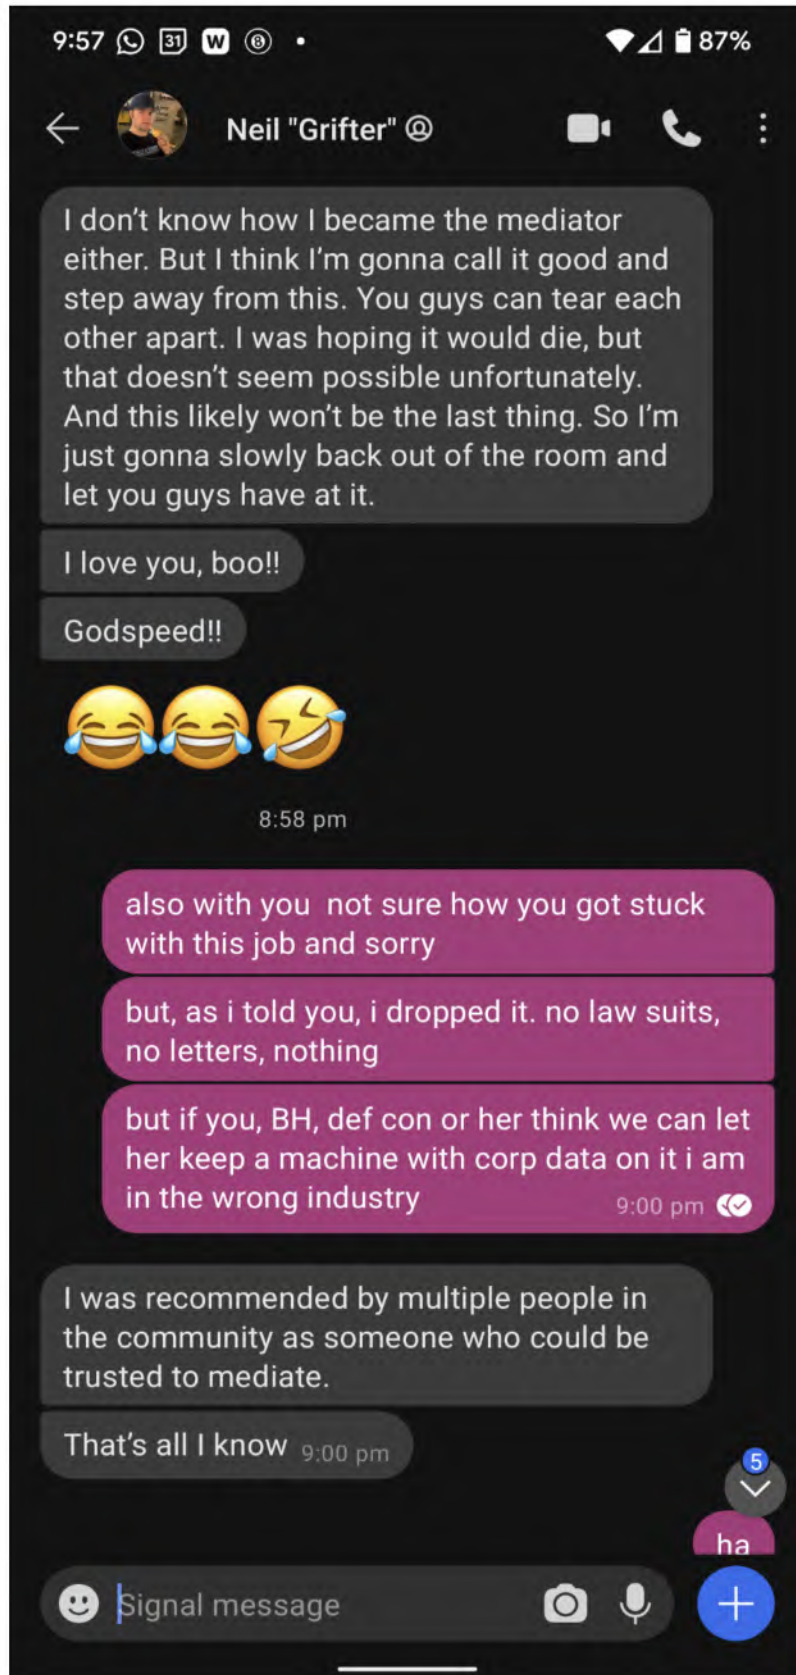 9:57
31
W
8
87%
Neil "Grifter"
I don't know how I became the mediator
either. But I think I'm gonna call it good and
step away from this. You guys can tear each
other apart. I was hoping it would die, but
that doesn't seem possible unfortunately.
And this likely won't be the last thing. So I'm
just gonna slowly back out of the room and
let you guys have at it.
I love you, boo!!
Godspeed!!
😂😂🤣
8:58 pm
also with you  not sure how you got stuck
with this job and sorry
but, as i told you, i dropped it. no law suits,
no letters, nothing
but if you, BH, def con or her think we can let
her keep a machine with corp data on it i am
in the wrong industry
9:00 pm
I was recommended by multiple people in
the community as someone who could be
trusted to mediate.
That's all I know 9:00 pm
5
ha
Signal message